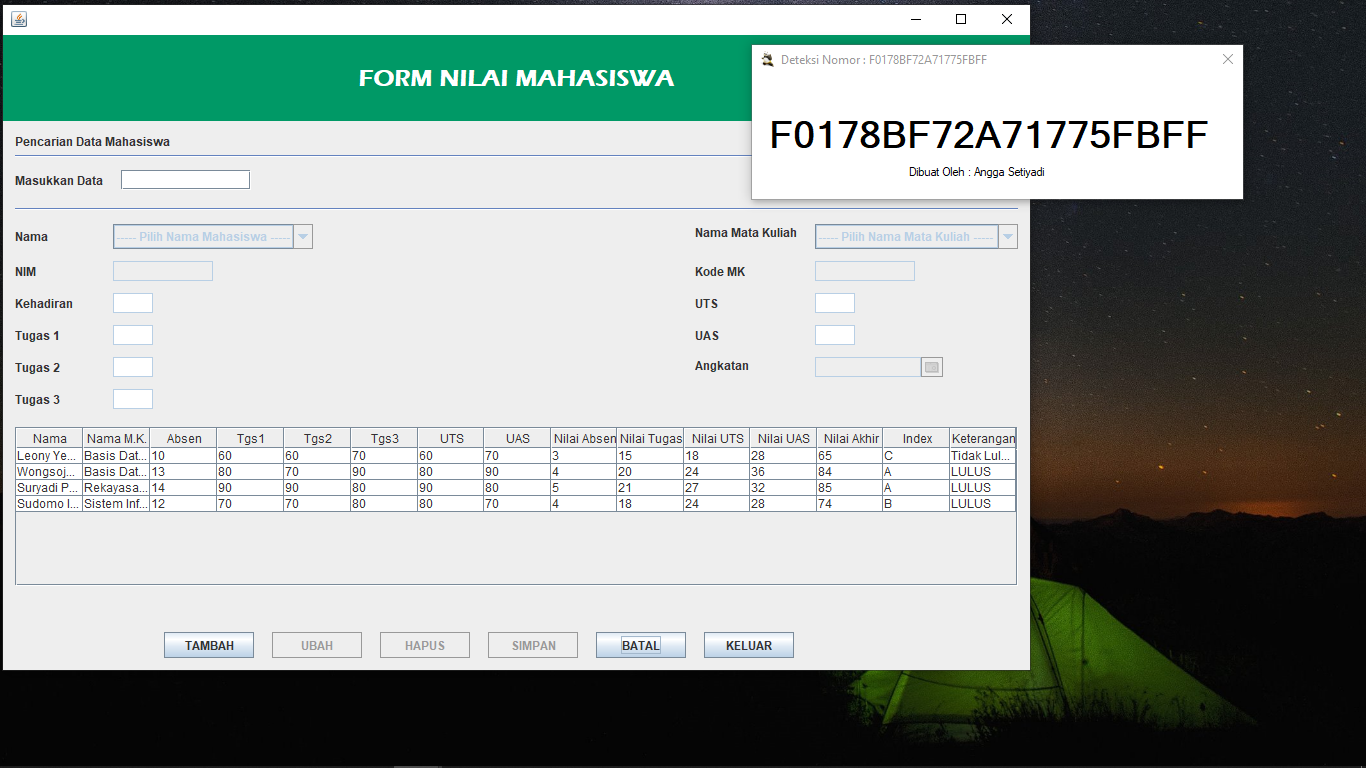 FORM NILAI MAHASISWA
Deteksi Nomor : F0178BF72A71775FBFF
F0178BF72A71775FBFF
Dibuat Oleh : Angga Setiyadi
Pencarian Data Mahasiswa
Masukkan Data
Nama ----- Pilih Nama Mahasiswa ----- Nama Mata Kuliah ----- Pilih Nama Mata Kuliah -----
NIM Kode MK
Kehadiran UTS
Tugas 1 UAS
Tugas 2 Angkatan
Tugas 3
Nama Nama M.K. Absen Tgs1 Tgs2 Tgs3 UTS UAS Nilai Absen Nilai Tugas Nilai UTS Nilai UAS Nilai Akhir Index Keterangan
Leony Ye... Basis Dat... 10 60 60 70 60 70 3 15 18 28 65 C Tidak Lul...
Wongsoj... Basis Dat... 13 80 70 90 80 90 4 20 24 36 84 A LULUS
Suryadi P... Rekayasa... 14 90 90 80 90 80 5 21 27 32 85 A LULUS
Sudomo I... Sistem Inf... 12 70 70 80 80 70 4 18 24 28 74 B LULUS
TAMBAH UBAH HAPUS SIMPAN BATAL KELUAR